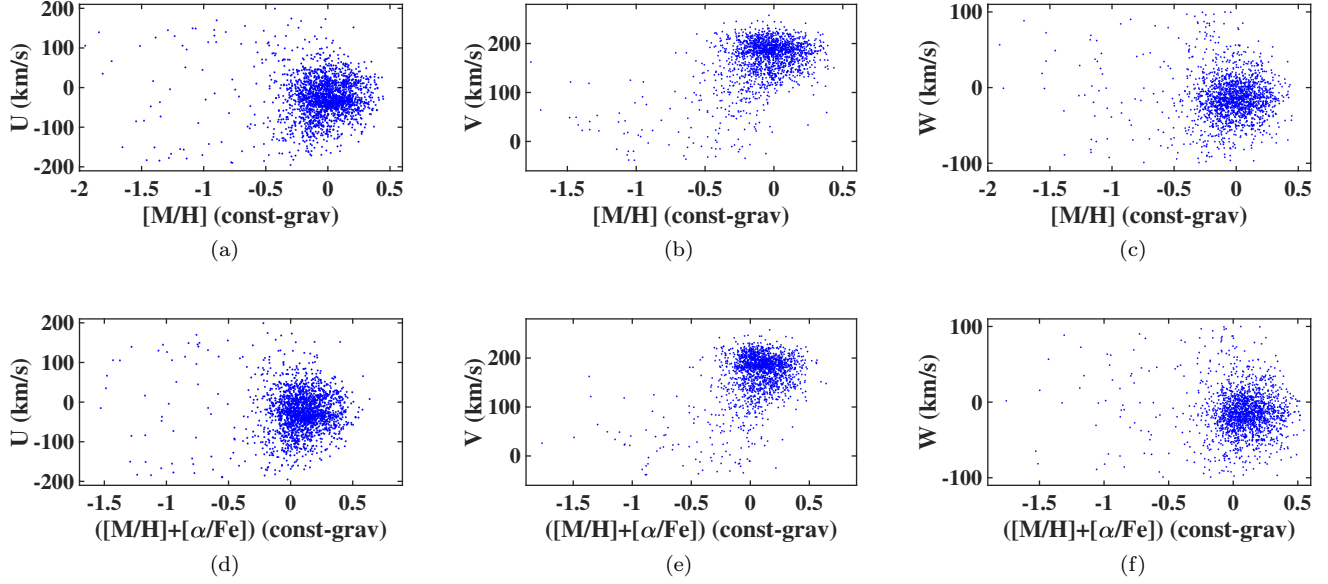 200
100
0
-100
-200
U (km/s)
-2 -1.5 -1 -0.5 0 0.5
[M/H] (const-grav)
(a)
200
100
0
V (km/s)
-1.5 -1 -0.5 0 0.5
[M/H] (const-grav)
(b)
100
0
-100
W (km/s)
-2 -1.5 -1 -0.5 0 0.5
[M/H] (const-grav)
(c)
200
100
0
-100
-200
U (km/s)
-1.5 -1 -0.5 0 0.5
([M/H]+[α/Fe]) (const-grav)
(d)
200
100
0
V (km/s)
-1.5 -1 -0.5 0 0.5
([M/H]+[α/Fe]) (const-grav)
(e)
100
0
-100
W (km/s)
-1.5 -1 -0.5 0 0.5
([M/H]+[α/Fe]) (const-grav)
(f)